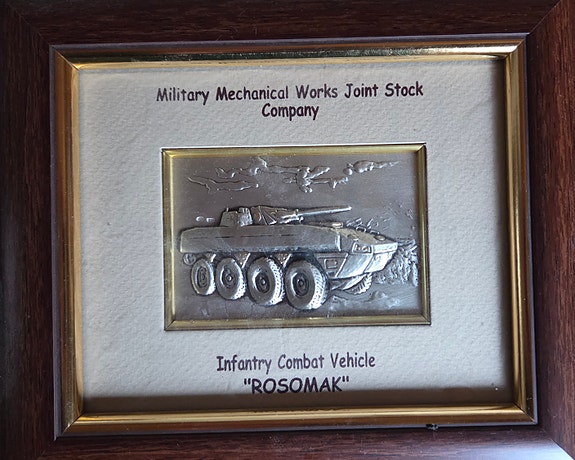 Military Mechanical Works Joint Stock
Company
Infantry Combat Vehicle
"ROSOMAK"